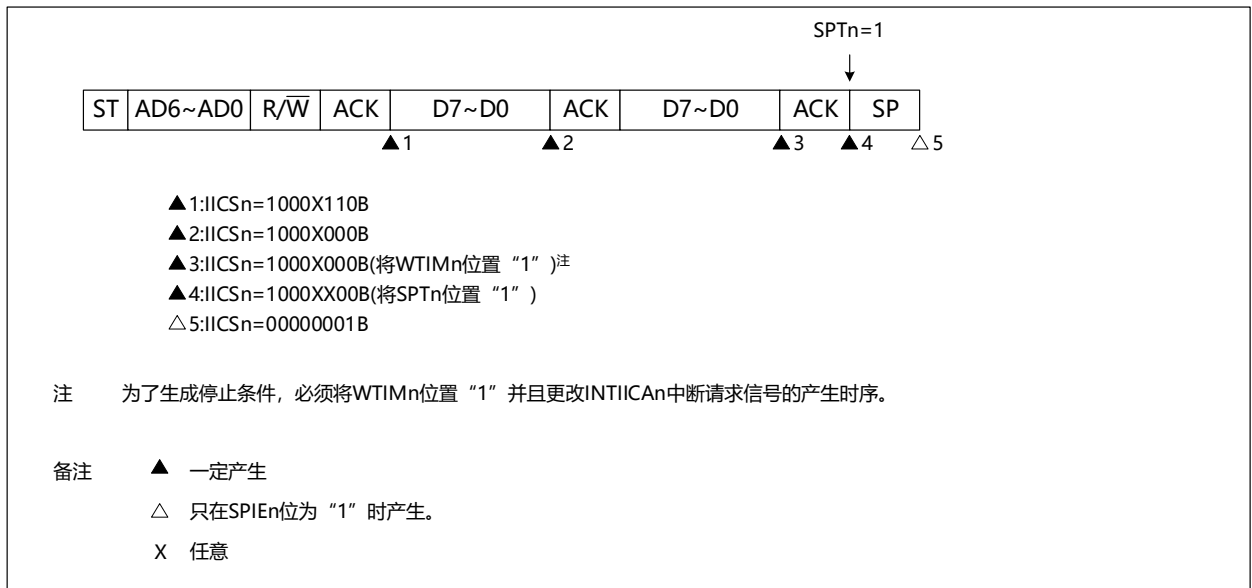 SPTn=1
↓
ST AD6~AD0 R/W̅ ACK D7~D0 ACK D7~D0 ACK SP
▲1 ▲2 ▲3 ▲4 △5
▲1:IICSn=1000X110B
▲2:IICSn=1000X000B
▲3:IICSn=1000X000B(将WTIMn位置“1”)注
▲4:IICSn=1000XX00B(将SPTn位置“1”)
△5:IICSn=00000001B
注 为了生成停止条件，必须将WTIMn位置“1”并且更改INTIICAn中断请求信号的产生时序。
备注 ▲ 一定产生
△ 只在SPIEn位为“1”时产生。
X 任意